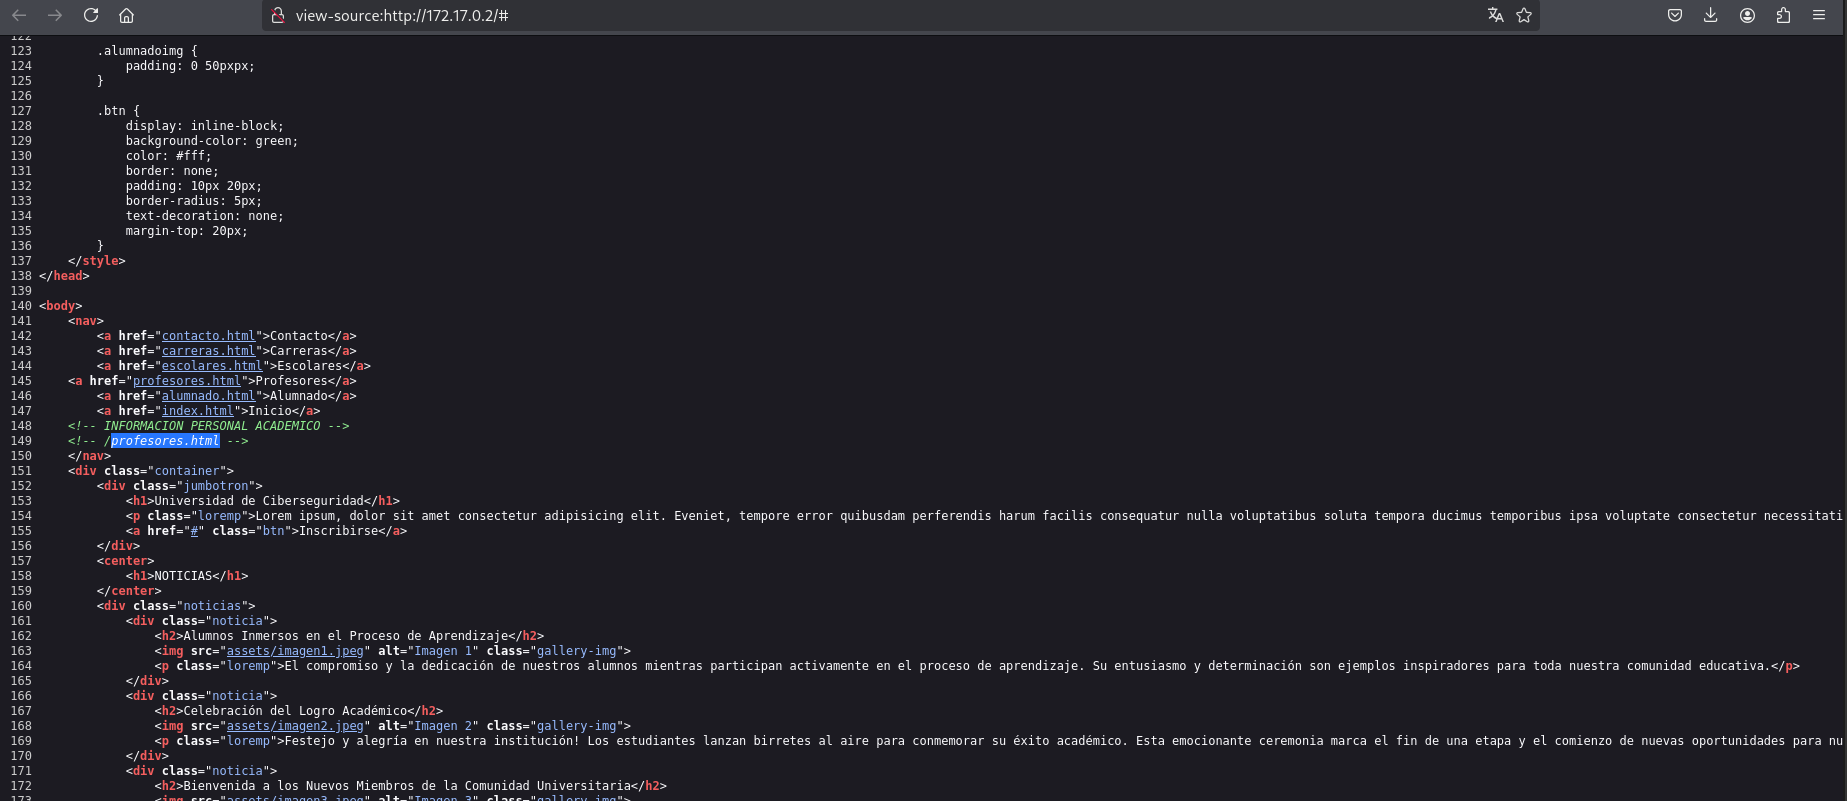 view-source:http://172.17.0.2/#
122
123 .alumnadoimg {
124 padding: 0 50pxpx;
125 }
126
127 .btn {
128 display: inline-block;
129 background-color: green;
130 color: #fff;
131 border: none;
132 padding: 10px 20px;
133 border-radius: 5px;
134 text-decoration: none;
135 margin-top: 20px;
136 }
137 </style>
138 </head>
139
140 <body>
141 <nav>
142 <a href="contacto.html">Contacto</a>
143 <a href="carreras.html">Carreras</a>
144 <a href="escolares.html">Escolares</a>
145 <a href="profesores.html">Profesores</a>
146 <a href="alumnado.html">Alumnado</a>
147 <a href="index.html">Inicio</a>
148 <!-- INFORMACION PERSONAL ACADEMICO -->
149 <!-- /profesores.html -->
150 </nav>
151 <div class="container">
152 <div class="jumbotron">
153 <h1>Universidad de Ciberseguridad</h1>
154 <p class="loremp">Lorem ipsum, dolor sit amet consectetur adipisicing elit. Eveniet, tempore error quibusdam perferendis harum facilis consequatur nulla voluptatibus soluta tempora ducimus temporibus ipsa voluptate consectetur necessitati
155 <a href="#" class="btn">Inscribirse</a>
156 </div>
157 <center>
158 <h1>NOTICIAS</h1>
159 </center>
160 <div class="noticias">
161 <div class="noticia">
162 <h2>Alumnos Inmersos en el Proceso de Aprendizaje</h2>
163 <img src="assets/imagen1.jpeg" alt="Imagen 1" class="gallery-img">
164 <p class="loremp">El compromiso y la dedicación de nuestros alumnos mientras participan activamente en el proceso de aprendizaje. Su entusiasmo y determinación son ejemplos inspiradores para toda nuestra comunidad educativa.</p>
165 </div>
166 <div class="noticia">
167 <h2>Celebración del Logro Académico</h2>
168 <img src="assets/imagen2.jpeg" alt="Imagen 2" class="gallery-img">
169 <p class="loremp">Festejo y alegría en nuestra institución! Los estudiantes lanzan birretes al aire para conmemorar su éxito académico. Esta emocionante ceremonia marca el fin de una etapa y el comienzo de nuevas oportunidades para nu
170 </div>
171 <div class="noticia">
172 <h2>Bienvenida a los Nuevos Miembros de la Comunidad Universitaria</h2>
173 <img src="assets/imagen3.jpeg" alt="Imagen 3" class="gallery-img">